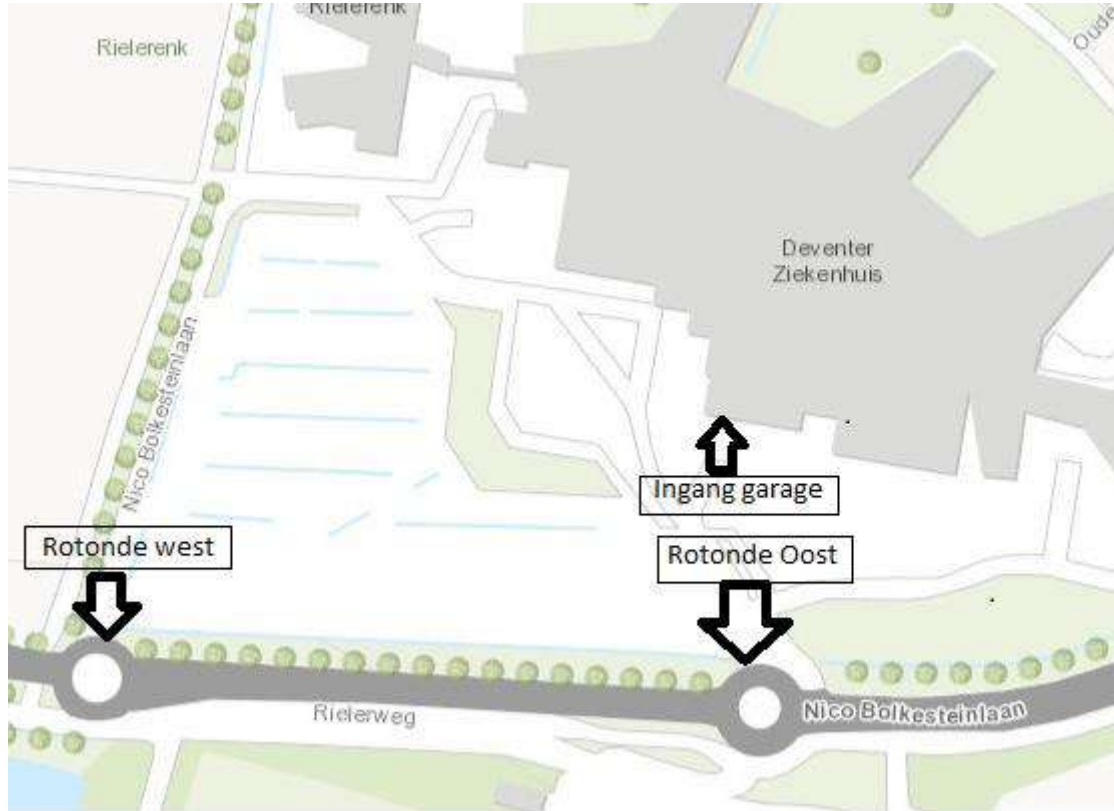 Rielerenk
Rielerenk
Oude
Deventer
Ziekenhuis
Nico Bolkesteinlaan
Ingang garage
Rotonde west
Rotonde Oost
Rielerweg
Nico Bolkesteinlaan